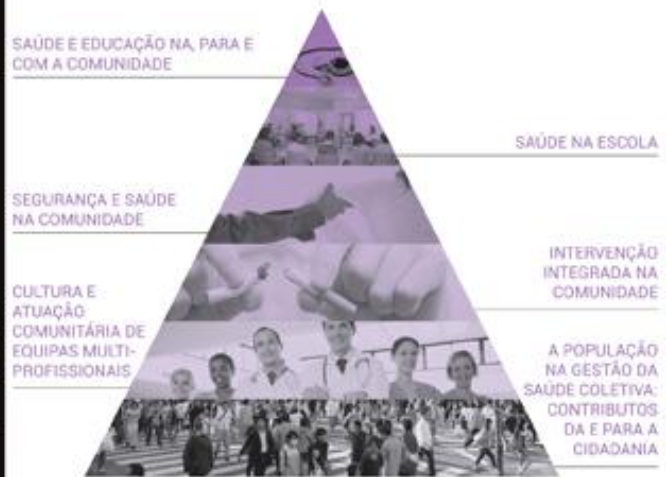 SAÚDE E EDUCAÇÃO NA, PARA E
COM A COMUNIDADE
SAÚDE NA ESCOLA
SEGURANÇA E SAÚDE
NA COMUNIDADE
INTERVENÇÃO
INTEGRADA NA
COMUNIDADE
CULTURA E
ATUAÇÃO
COMUNITÁRIA DE
EQUIPAS MULTI-
PROFISSIONAIS
A POPULAÇÃO
NA GESTÃO DA
SAÚDE COLETIVA:
CONTRIBUTOS
DA E PARA A
CIDADANIA